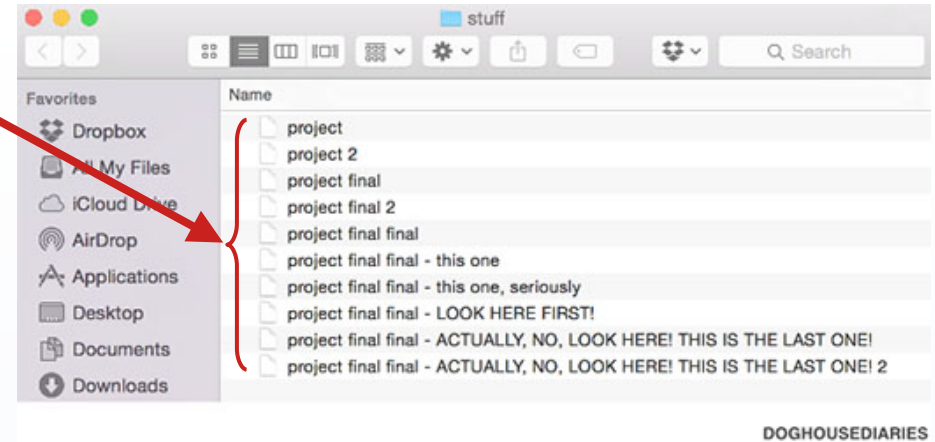 stuff
Search
Favorites
Dropbox
All My Files
iCloud Drive
AirDrop
Applications
Desktop
Documents
Downloads
Name
project
project 2
project final
project final 2
project final final
project final final - this one
project final final - this one, seriously
project final final - LOOK HERE FIRST!
project final final - ACTUALLY, NO, LOOK HERE! THIS IS THE LAST ONE!
project final final - ACTUALLY, NO, LOOK HERE! THIS IS THE LAST ONE! 2
DOGHOUSEDIARIES